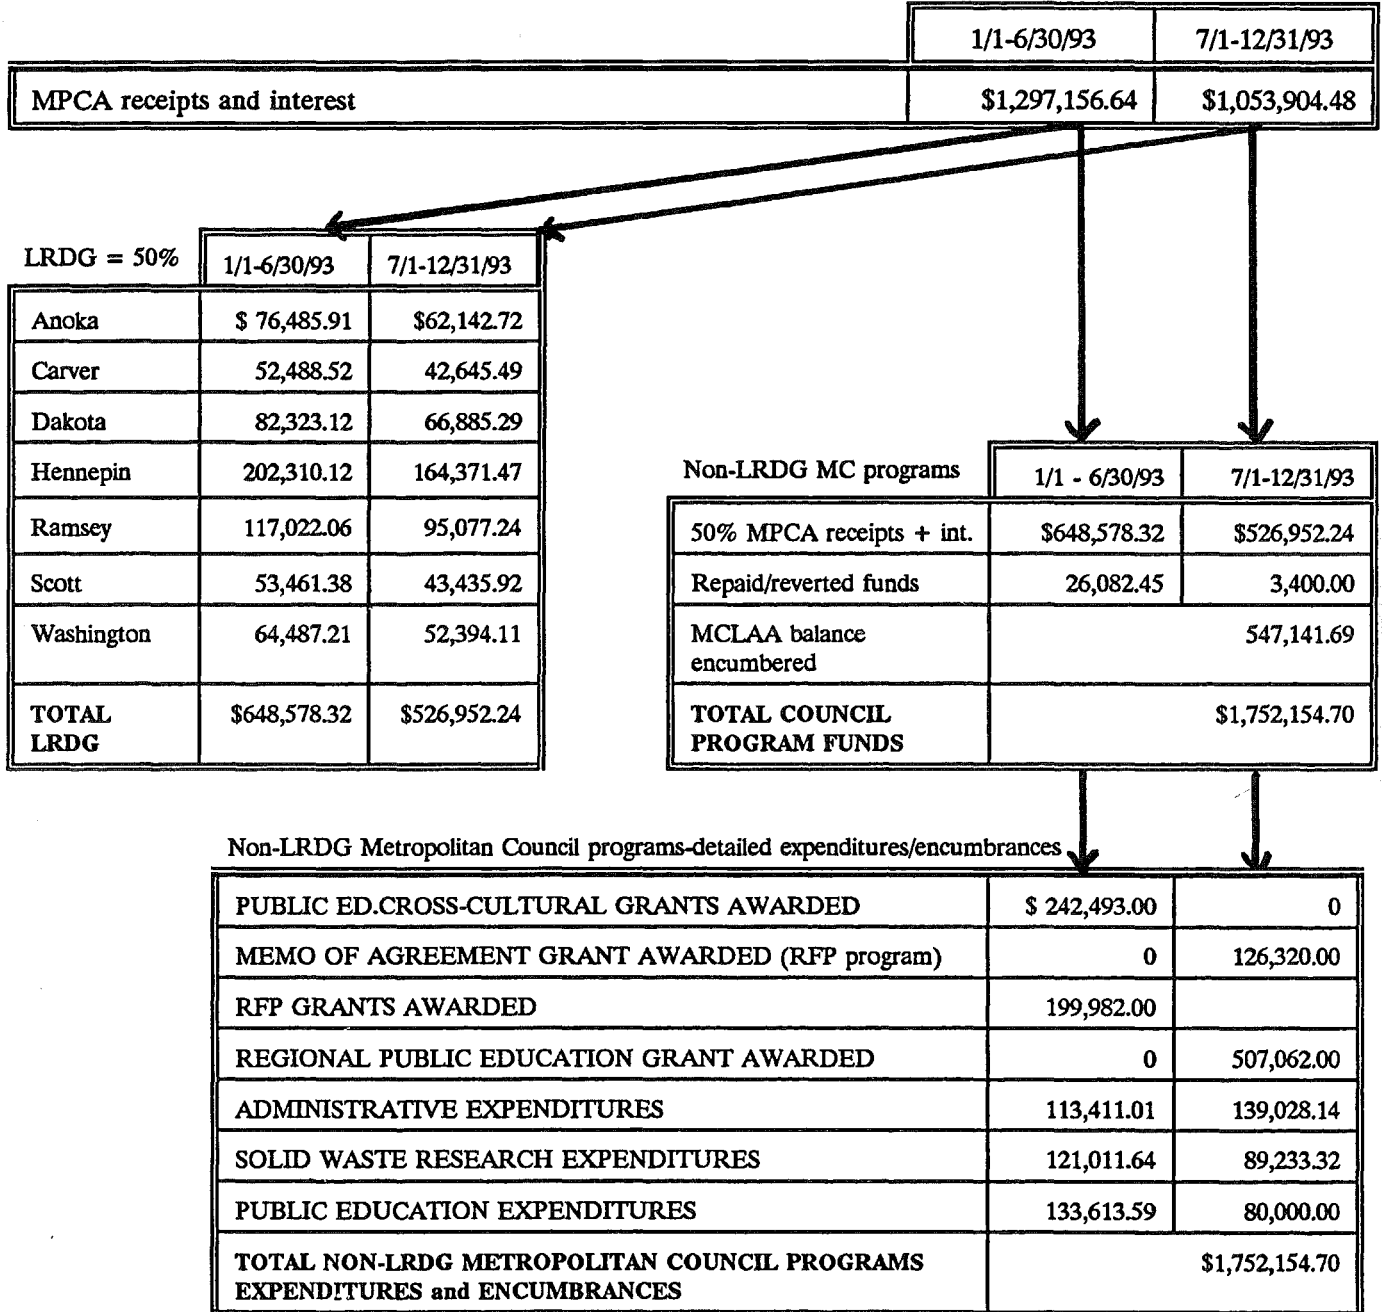 1/1-6/30/93 7/1-12/31/93
MPCA receipts and interest $1,297,156.64 $1,053,904.48
LRDG = 50% 1/1-6/30/93 7/1-12/31/93
Anoka $ 76,485.91 $62,142.72
Carver 52,488.52 42,645.49
Dakota 82,323.12 66,885.29
Hennepin 202,310.12 164,371.47
Ramsey 117,022.06 95,077.24
Scott 53,461.38 43,435.92
Washington 64,487.21 52,394.11
TOTAL $648,578.32 $526,952.24
LRDG
Non-LRDG MC programs 1/1 - 6/30/93 7/1-12/31/93
50% MPCA receipts + int. $648,578.32 $526,952.24
Repaid/reverted funds 26,082.45 3,400.00
MCLAA balance 547,141.69
encumbered
TOTAL COUNCIL $1,752,154.70
PROGRAM FUNDS
Non-LRDG Metropolitan Council programs-detailed expenditures/encumbrances
PUBLIC ED.CROSS-CULTURAL GRANTS AWARDED $ 242,493.00 0
MEMO OF AGREEMENT GRANT AWARDED (RFP program) 0 126,320.00
RFP GRANTS AWARDED 199,982.00
REGIONAL PUBLIC EDUCATION GRANT AWARDED 0 507,062.00
ADMINISTRATIVE EXPENDITURES 113,411.01 139,028.14
SOLID WASTE RESEARCH EXPENDITURES 121,011.64 89,233.32
PUBLIC EDUCATION EXPENDITURES 133,613.59 80,000.00
TOTAL NON-LRDG METROPOLITAN COUNCIL PROGRAMS $1,752,154.70
EXPENDITURES and ENCUMBRANCES